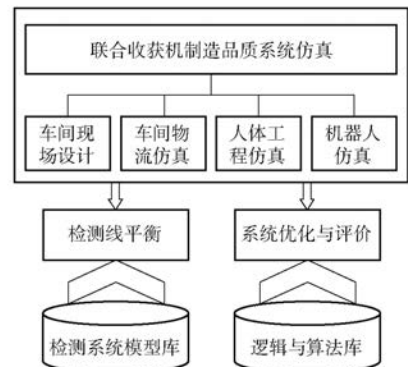 联合收获机制造品质系统仿真
车间现
场设计
车间物
流仿真
人体工
程仿真
机器人
仿真
检测线平衡
系统优化与评价
检测系统模型库
逻辑与算法库